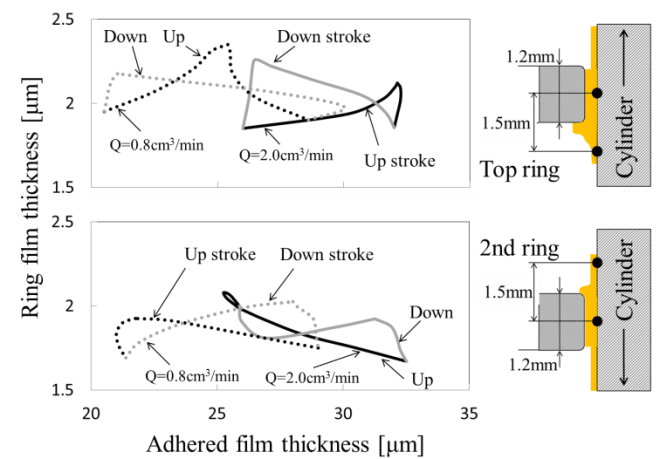 Ring film thickness [μm]
2.5
2
1.5
Down
Up
Down stroke
Q=0.8cm³/min
Q=2.0cm³/min
Up stroke
1.2mm
1.5mm
Top ring
Cylinder
2.5
2
1.5
Up stroke
Down stroke
Down
Q=0.8cm³/min
Q=2.0cm³/min
Up
2nd ring
1.5mm
1.2mm
Cylinder
20
25
30
35
Adhered film thickness [μm]